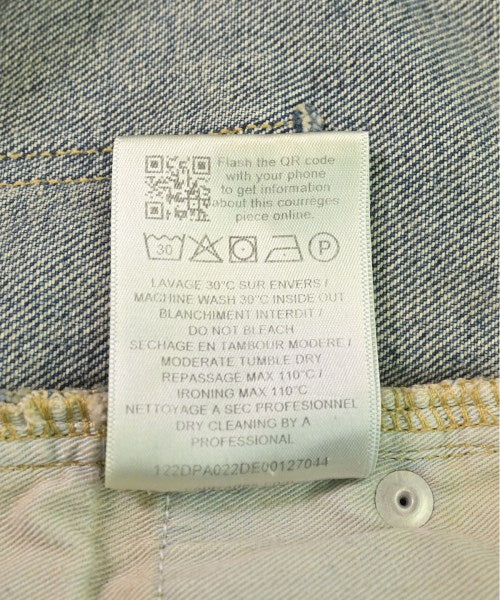 Flash the QR code
with your phone
to get information
about this courreges
piece online.
30 P
LAVAGE 30°C SUR ENVERS /
MACHINE WASH 30°C INSIDE OUT
BLANCHIMENT INTERDIT /
DO NOT BLEACH
SECHAGE EN TAMBOUR MODERE /
MODERATE TUMBLE DRY
REPASSAGE MAX 110°C /
IRONING MAX 110°C
NETTOYAGE A SEC PROFESIONNEL
DRY CLEANING BY A
PROFESSIONAL
122DPA022DE00127044